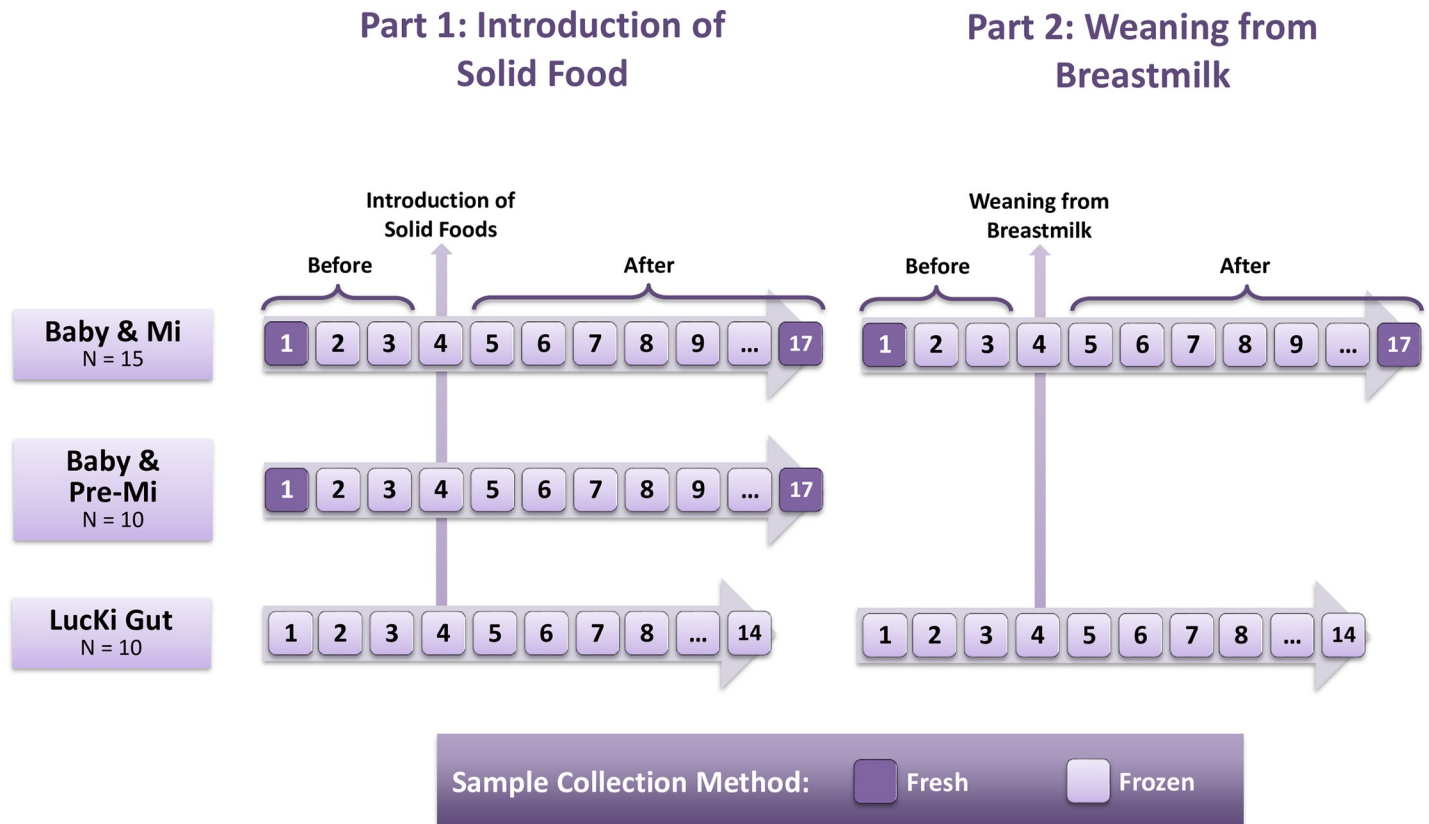 Part 1: Introduction of
Solid Food
Part 2: Weaning from
Breastmilk
Introduction of
Solid Foods
Before
After
Weaning from
Breastmilk
Before
After
Baby & Mi
N = 15
1 2 3 4 5 6 7 8 9 ... 17
1 2 3 4 5 6 7 8 9 ... 17
Baby &
Pre-Mi
N = 10
1 2 3 4 5 6 7 8 9 ... 17
LucKi Gut
N = 10
1 2 3 4 5 6 7 8 ... 14
1 2 3 4 5 6 7 8 ... 14
Sample Collection Method: Fresh Frozen